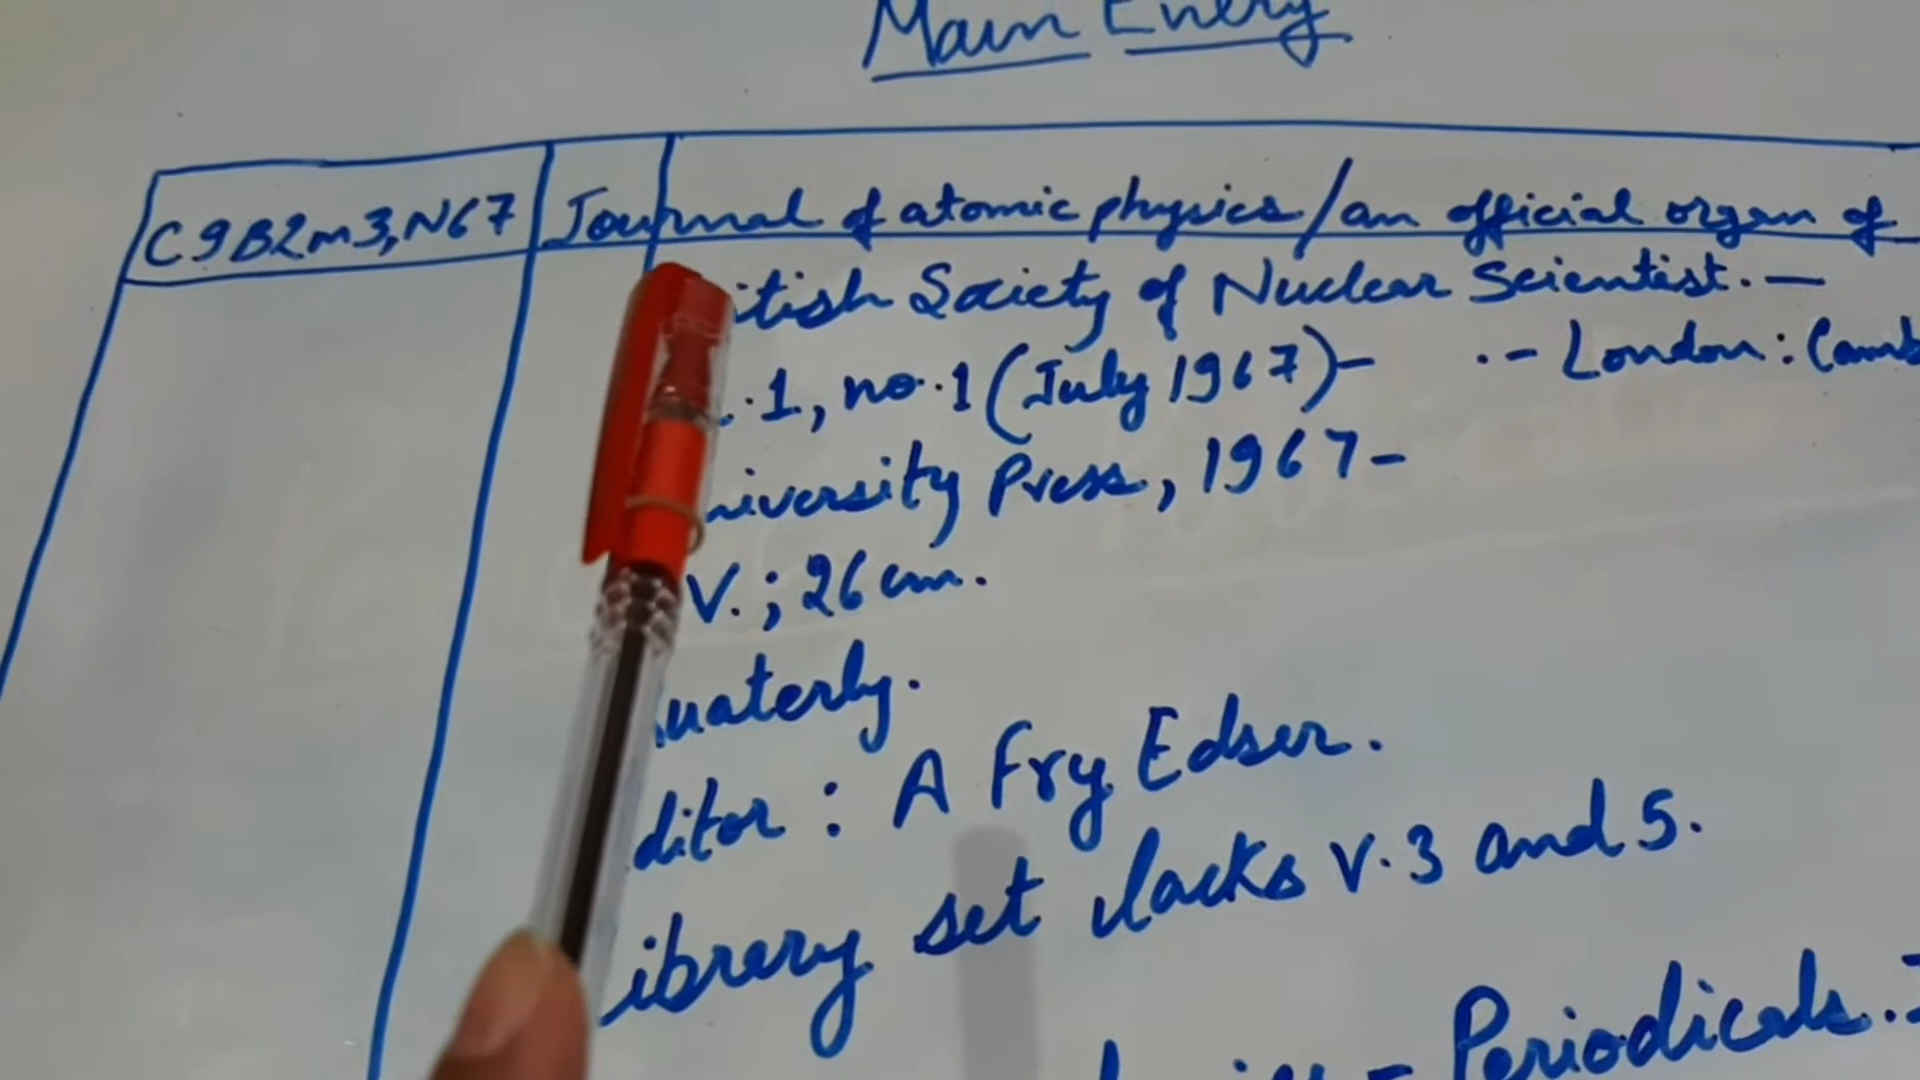 Main Entry
C9B2m3,N67 Journal of atomic physics/an official organ of
itish Society of Nuclear Scientist. —
. 1, no. 1 (July 1967)- .- London: Camb
niversity Press, 1967-
V. ; 26 cm.
uaterly.
ditor : A Fry Edser.
ibrary set lacks V.3 and 5.
- Periodicals. I